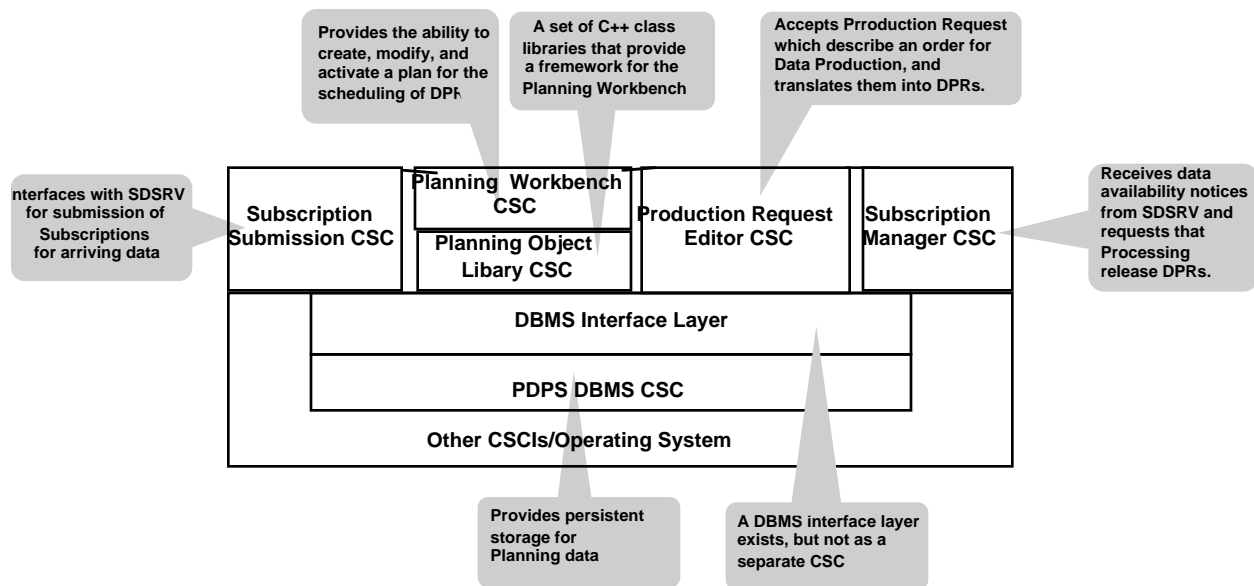 Provides the ability to
create, modify, and
activate a plan for the
scheduling of DPR
A set of C++ class
libraries that provide
a fremework for the
Planning Workbench
Accepts Prroduction Request
which describe an order for
Data Production, and
translates them into DPRs.
nterfaces with SDSRV
for submission of
Subscriptions
for arriving data
Subscription
Submission CSC
Planning Workbench
CSC
Planning Object
Libary CSC
Production Request
Editor CSC
Subscription
Manager CSC
Receives data
availability notices
from SDSRV and
requests that
Processing
release DPRs.
DBMS Interface Layer
PDPS DBMS CSC
Other CSCIs/Operating System
Provides persistent
storage for
Planning data
A DBMS interface layer
exists, but not as a
separate CSC